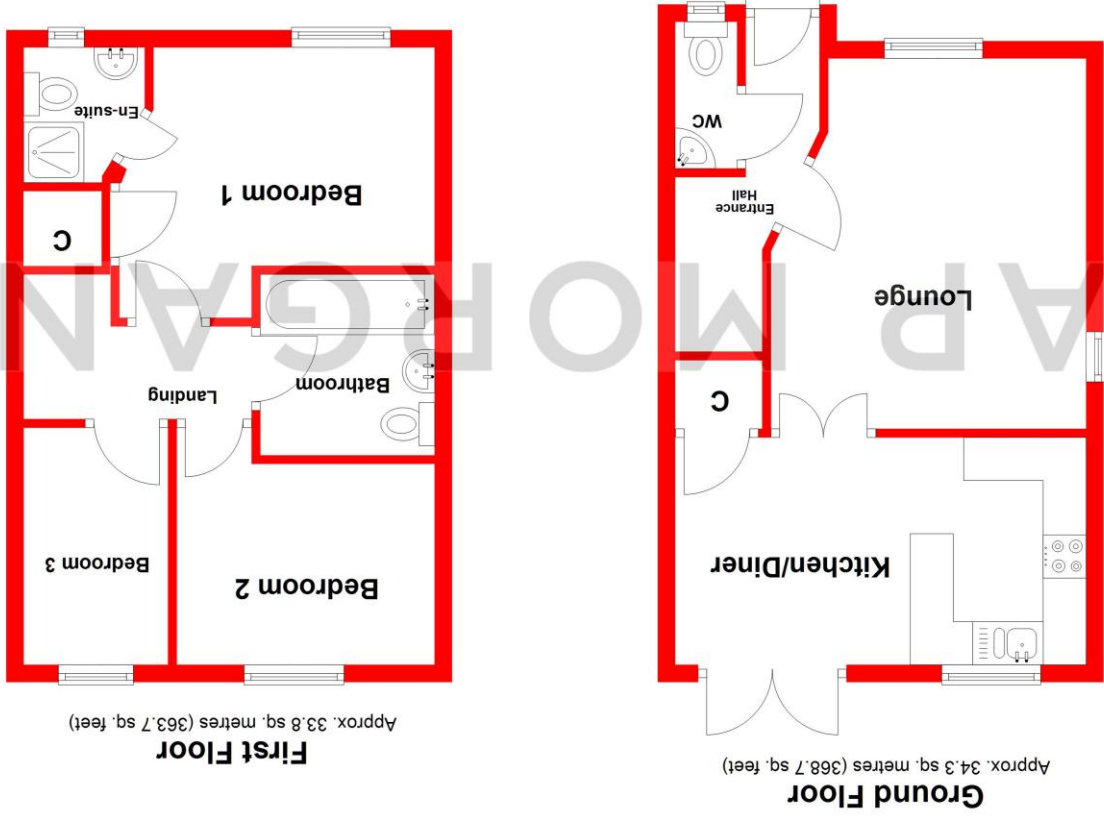 Ground Floor
Approx. 34.3 sq. metres (368.7 sq. feet)
Kitchen/Diner
C
Lounge
Entrance
Hall
WC
First Floor
Approx. 33.8 sq. metres (363.7 sq. feet)
Bedroom 2
Bedroom 3
Landing
Bathroom
C
Bedroom 1
En-suite
AP MORGAN